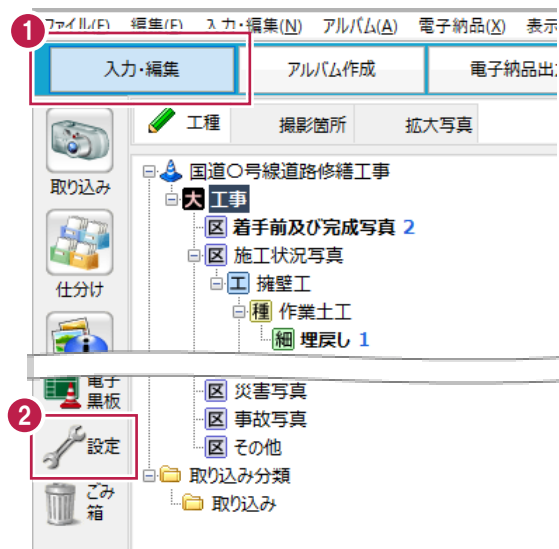 1
ファイル(F) 編集(E) 入力・編集(N) アルバム(A) 電子納品(X) 表示
入力・編集 アルバム作成 電子納品出
工種 撮影箇所 拡大写真
取り込み
仕分け
国道〇号線道路修繕工事
大 工事
区 着手前及び完成写真 2
区 施工状況写真
工 擁壁工
種 作業土工
細 埋戻し 1
電子
黒板
2
設定
ごみ
箱
区 災害写真
区 事故写真
区 その他
取り込み分類
取り込み